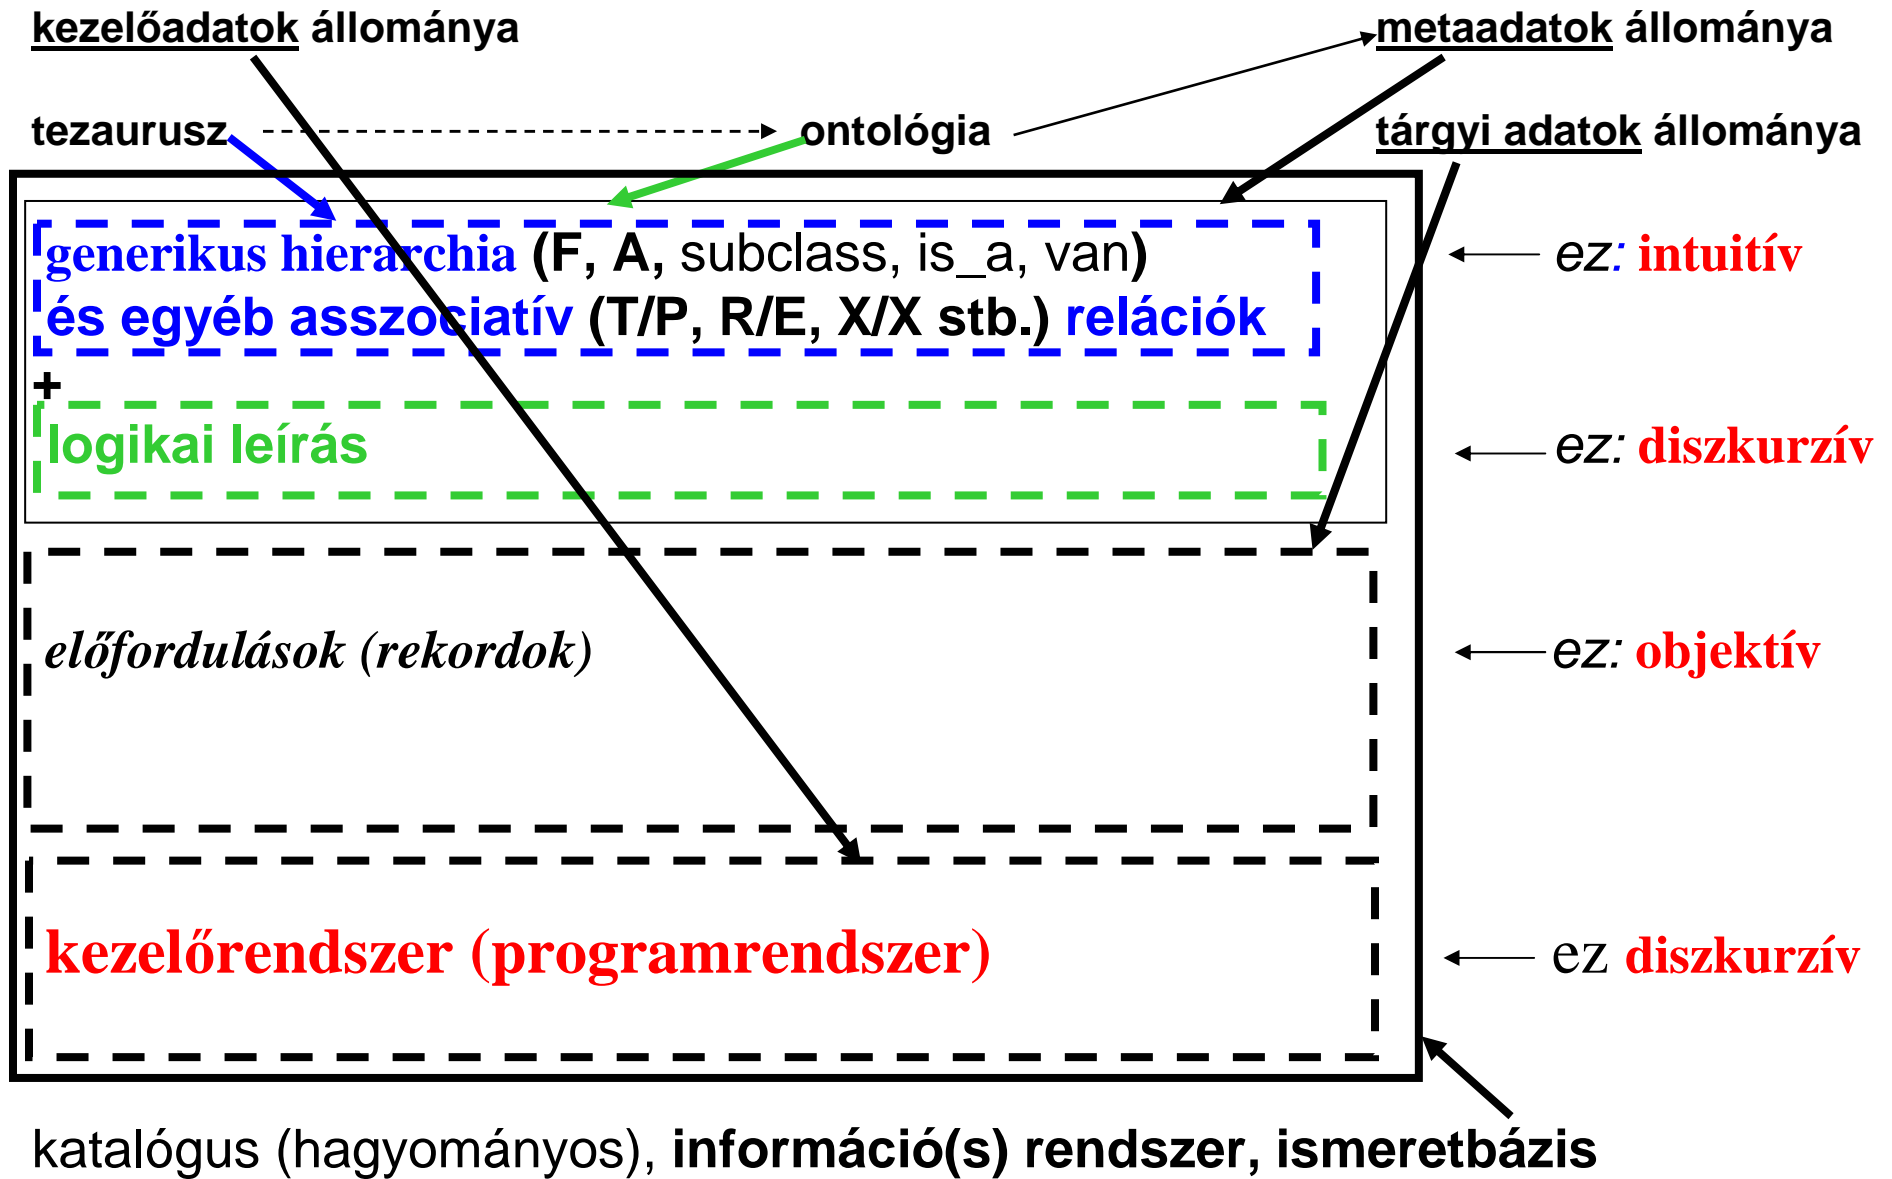 kezelőadatok állománya
metaadatok állománya
tezaurusz
ontológia
tárgyi adatok állománya
generikus hierarchia (F, A, subclass, is_a, van)
és egyéb asszociatív (T/P, R/E, X/X stb.) relációk
ez: intuitív
+
logikai leírás
ez: diszkurzív
előfordulások (rekordok)
ez: objektív
kezelőrendszer (programrendszer)
ez diszkurzív
katalógus (hagyományos), információ(s) rendszer, ismeretbázis